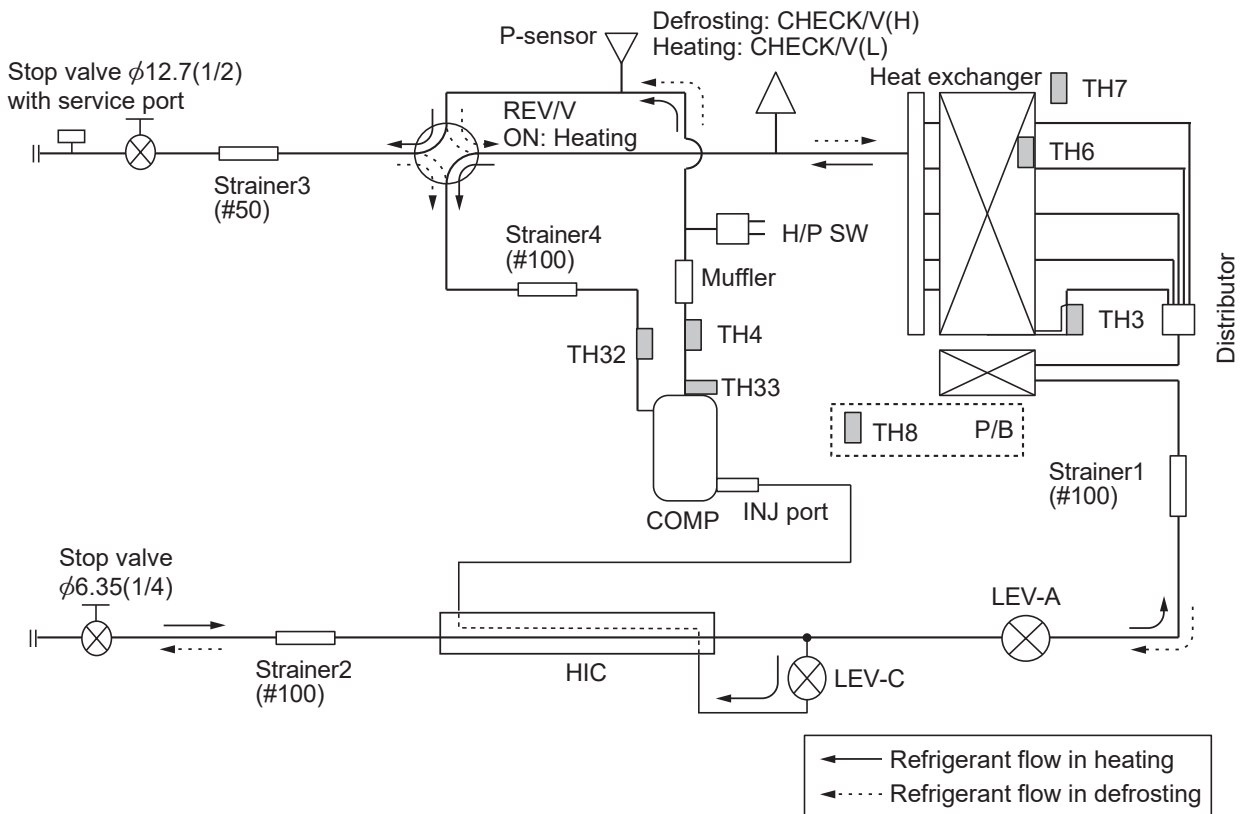 Defrosting: CHECK/V(H)
Heating: CHECK/V(L)
P-sensor
Stop valve ϕ12.7(1/2)
with service port
Heat exchanger
TH7
REV/V
ON: Heating
TH6
Strainer3
(#50)
Strainer4
(#100)
H/P SW
Muffler
TH32
TH4
TH3
Distributor
TH33
TH8
P/B
Strainer1
(#100)
COMP
INJ port
Stop valve
ϕ6.35(1/4)
LEV-A
Strainer2
(#100)
HIC
LEV-C
Refrigerant flow in heating
Refrigerant flow in defrosting